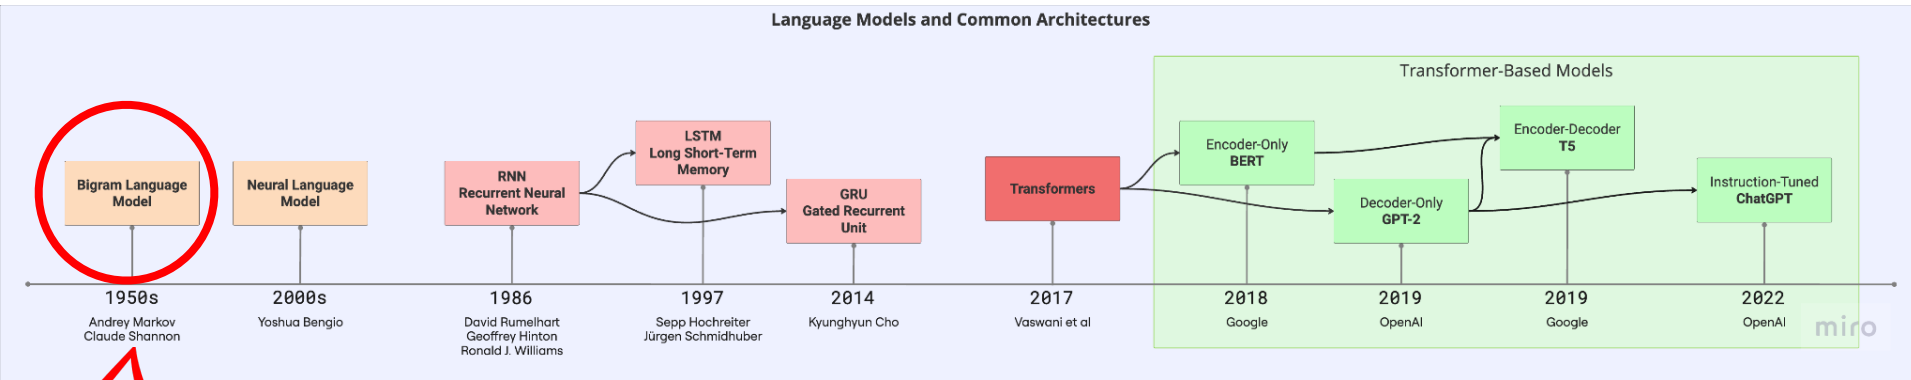 Language Models and Common Architectures
Transformer-Based Models
Bigram Language
Model
Neural Language
Model
RNN
Recurrent Neural
Network
LSTM
Long Short-Term
Memory
GRU
Gated Recurrent
Unit
Transformers
Encoder-Only
BERT
Decoder-Only
GPT-2
Encoder-Decoder
T5
Instruction-Tuned
ChatGPT
1950s
Andrey Markov
Claude Shannon
2000s
Yoshua Bengio
1986
David Rumelhart
Geoffrey Hinton
Ronald J. Williams
1997
Sepp Hochreiter
Jürgen Schmidhuber
2014
Kyunghyun Cho
2017
Vaswani et al
2018
Google
2019
OpenAI
2019
Google
2022
OpenAI
miro